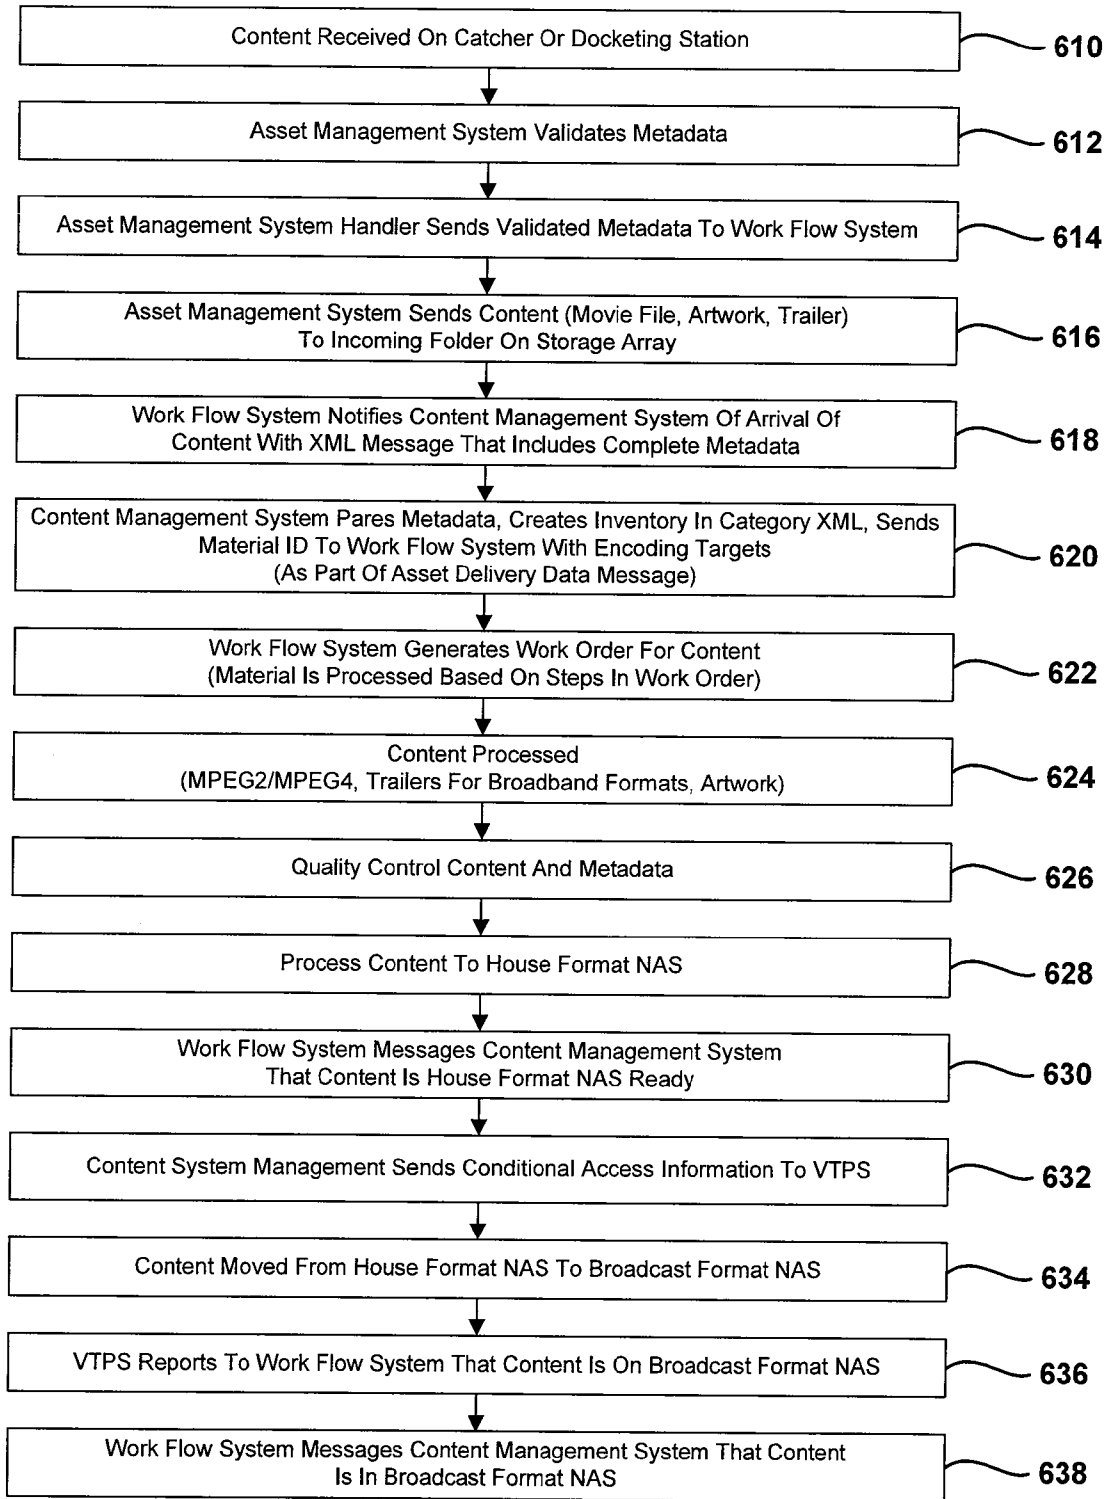 Content Received On Catcher Or Docketing Station
610
Asset Management System Validates Metadata
612
Asset Management System Handler Sends Validated Metadata To Work Flow System
614
Asset Management System Sends Content (Movie File, Artwork, Trailer)
To Incoming Folder On Storage Array
616
Work Flow System Notifies Content Management System Of Arrival Of
Content With XML Message That Includes Complete Metadata
618
Content Management System Pares Metadata, Creates Inventory In Category XML, Sends
Material ID To Work Flow System With Encoding Targets
(As Part Of Asset Delivery Data Message)
620
Work Flow System Generates Work Order For Content
(Material Is Processed Based On Steps In Work Order)
622
Content Processed
(MPEG2/MPEG4, Trailers For Broadband Formats, Artwork)
624
Quality Control Content And Metadata
626
Process Content To House Format NAS
628
Work Flow System Messages Content Management System
That Content Is House Format NAS Ready
630
Content System Management Sends Conditional Access Information To VTPS
632
Content Moved From House Format NAS To Broadcast Format NAS
634
VTPS Reports To Work Flow System That Content Is On Broadcast Format NAS
636
Work Flow System Messages Content Management System That Content
Is In Broadcast Format NAS
638